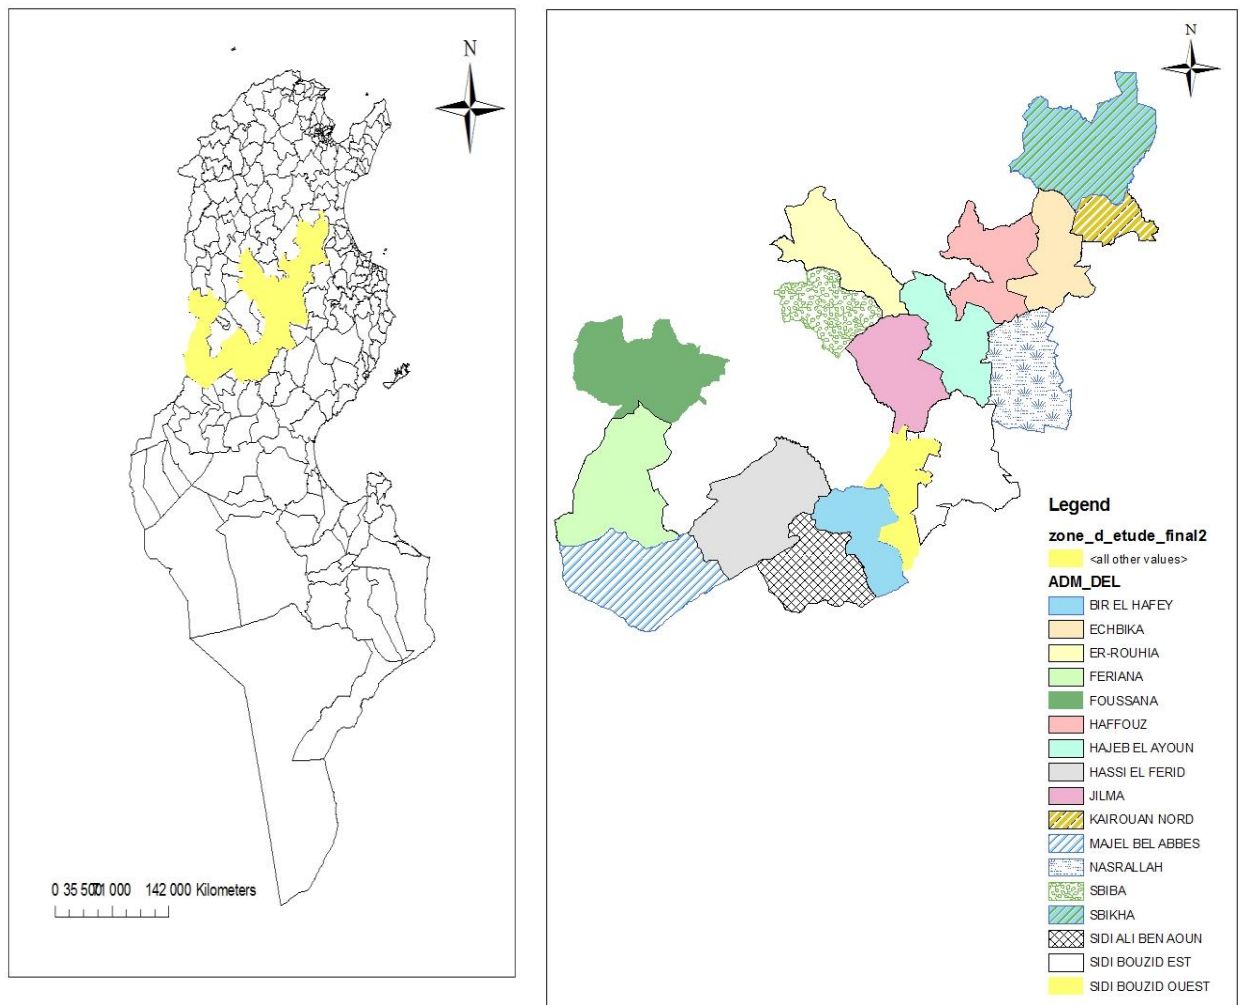 N
0 35 50071 000 142 000 Kilometers
N
Legend
zone_d_etude_final2
<all other values>
ADM_DEL
BIR EL HAFEY
ECHBIKA
ER-ROUHIA
FERIANA
FOUSSANA
HAFFOUZ
HAJEB EL AYOUN
HASSI EL FERID
JILMA
KAIROUAN NORD
MAJEL BEL ABBES
NASRALLAH
SBIBA
SBIKHA
SIDI ALI BEN AOUN
SIDI BOUZID EST
SIDI BOUZID OUEST